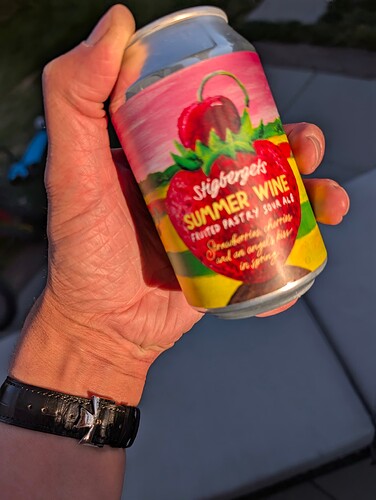 Stigbergets
SUMMER WINE
FRUITED PASTRY SOUR ALE
Strawberries, cherries
and an angel's kiss
in spring